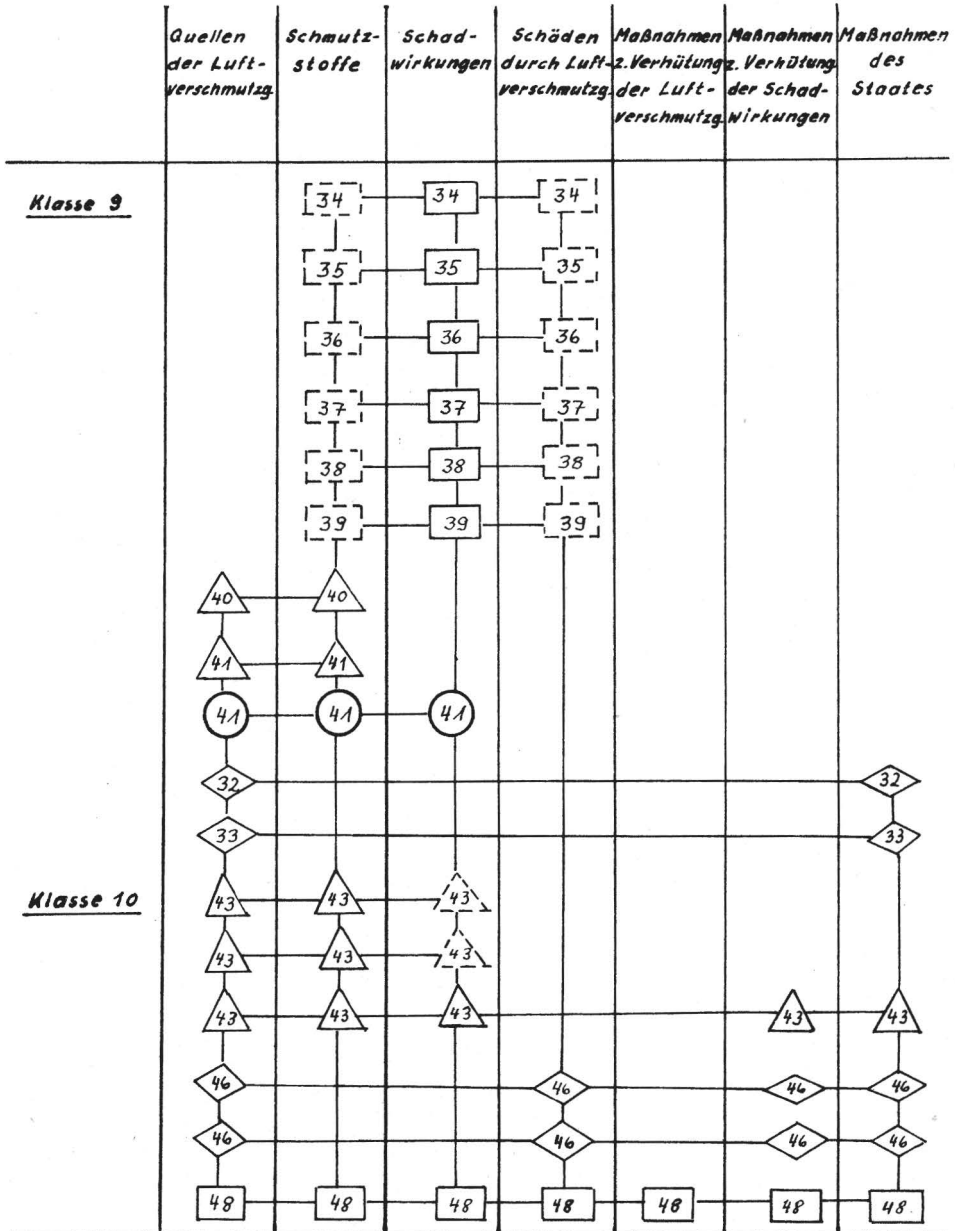 Quellen der Luft- verschmutzg.
Schmutz- stoffe
Schad- wirkungen
Schäden durch Luft- verschmutzg.
Maßnahmen z. Verhütung der Luft- verschmutzg.
Maßnahmen z. Verhütung der Schad- wirkungen
Maßnahmen des Staates
Klasse 9
34 34 34
35 35 35
36 36 36
37 37 37
38 38 38
39 39 39
40 40
41 41
41 41 41
32 32
33 33
Klasse 10
43 43 43
43 43 43
43 43 43 43 43
46 46 46 46
46 46 46 46
48 48 48 48 48 48 48